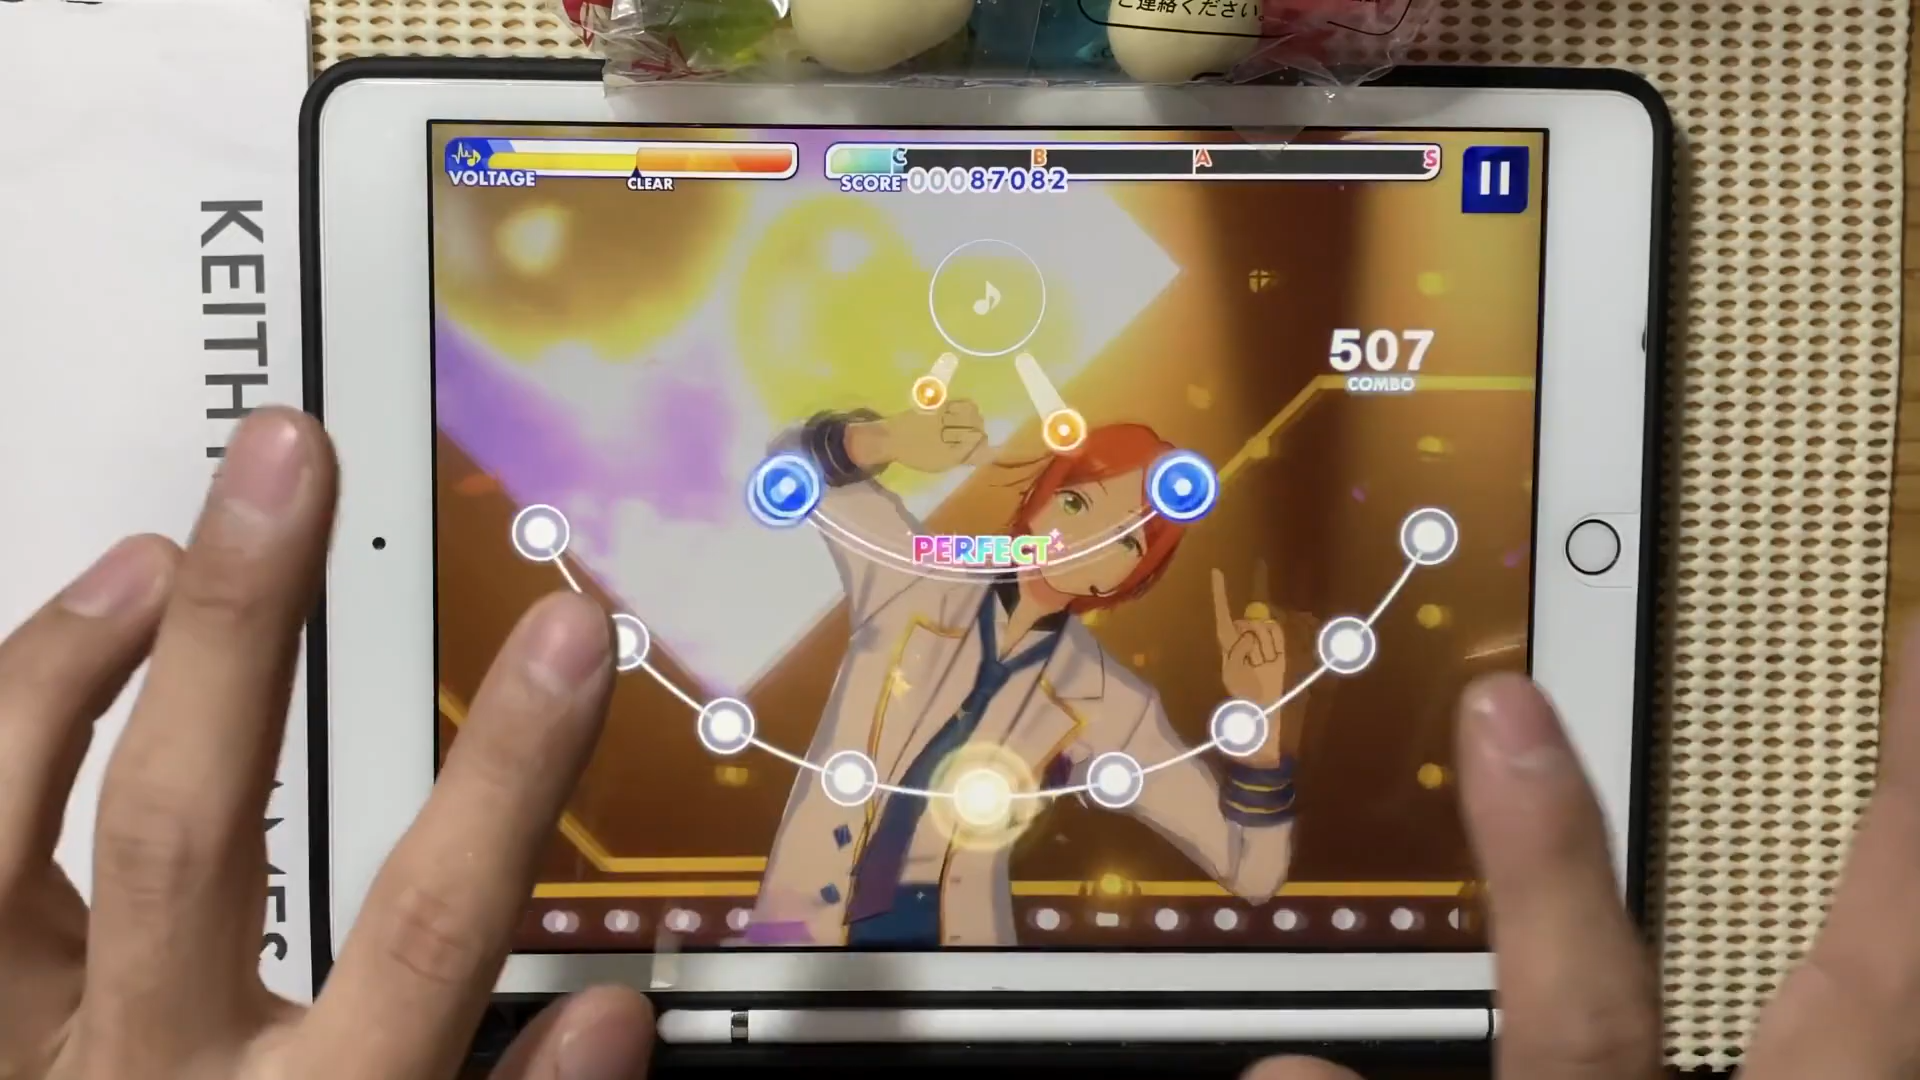 ご連絡ください。
VOLTAGE
CLEAR
C
B
A
S
SCORE 00087082
507
COMBO
PERFECT
KEITH